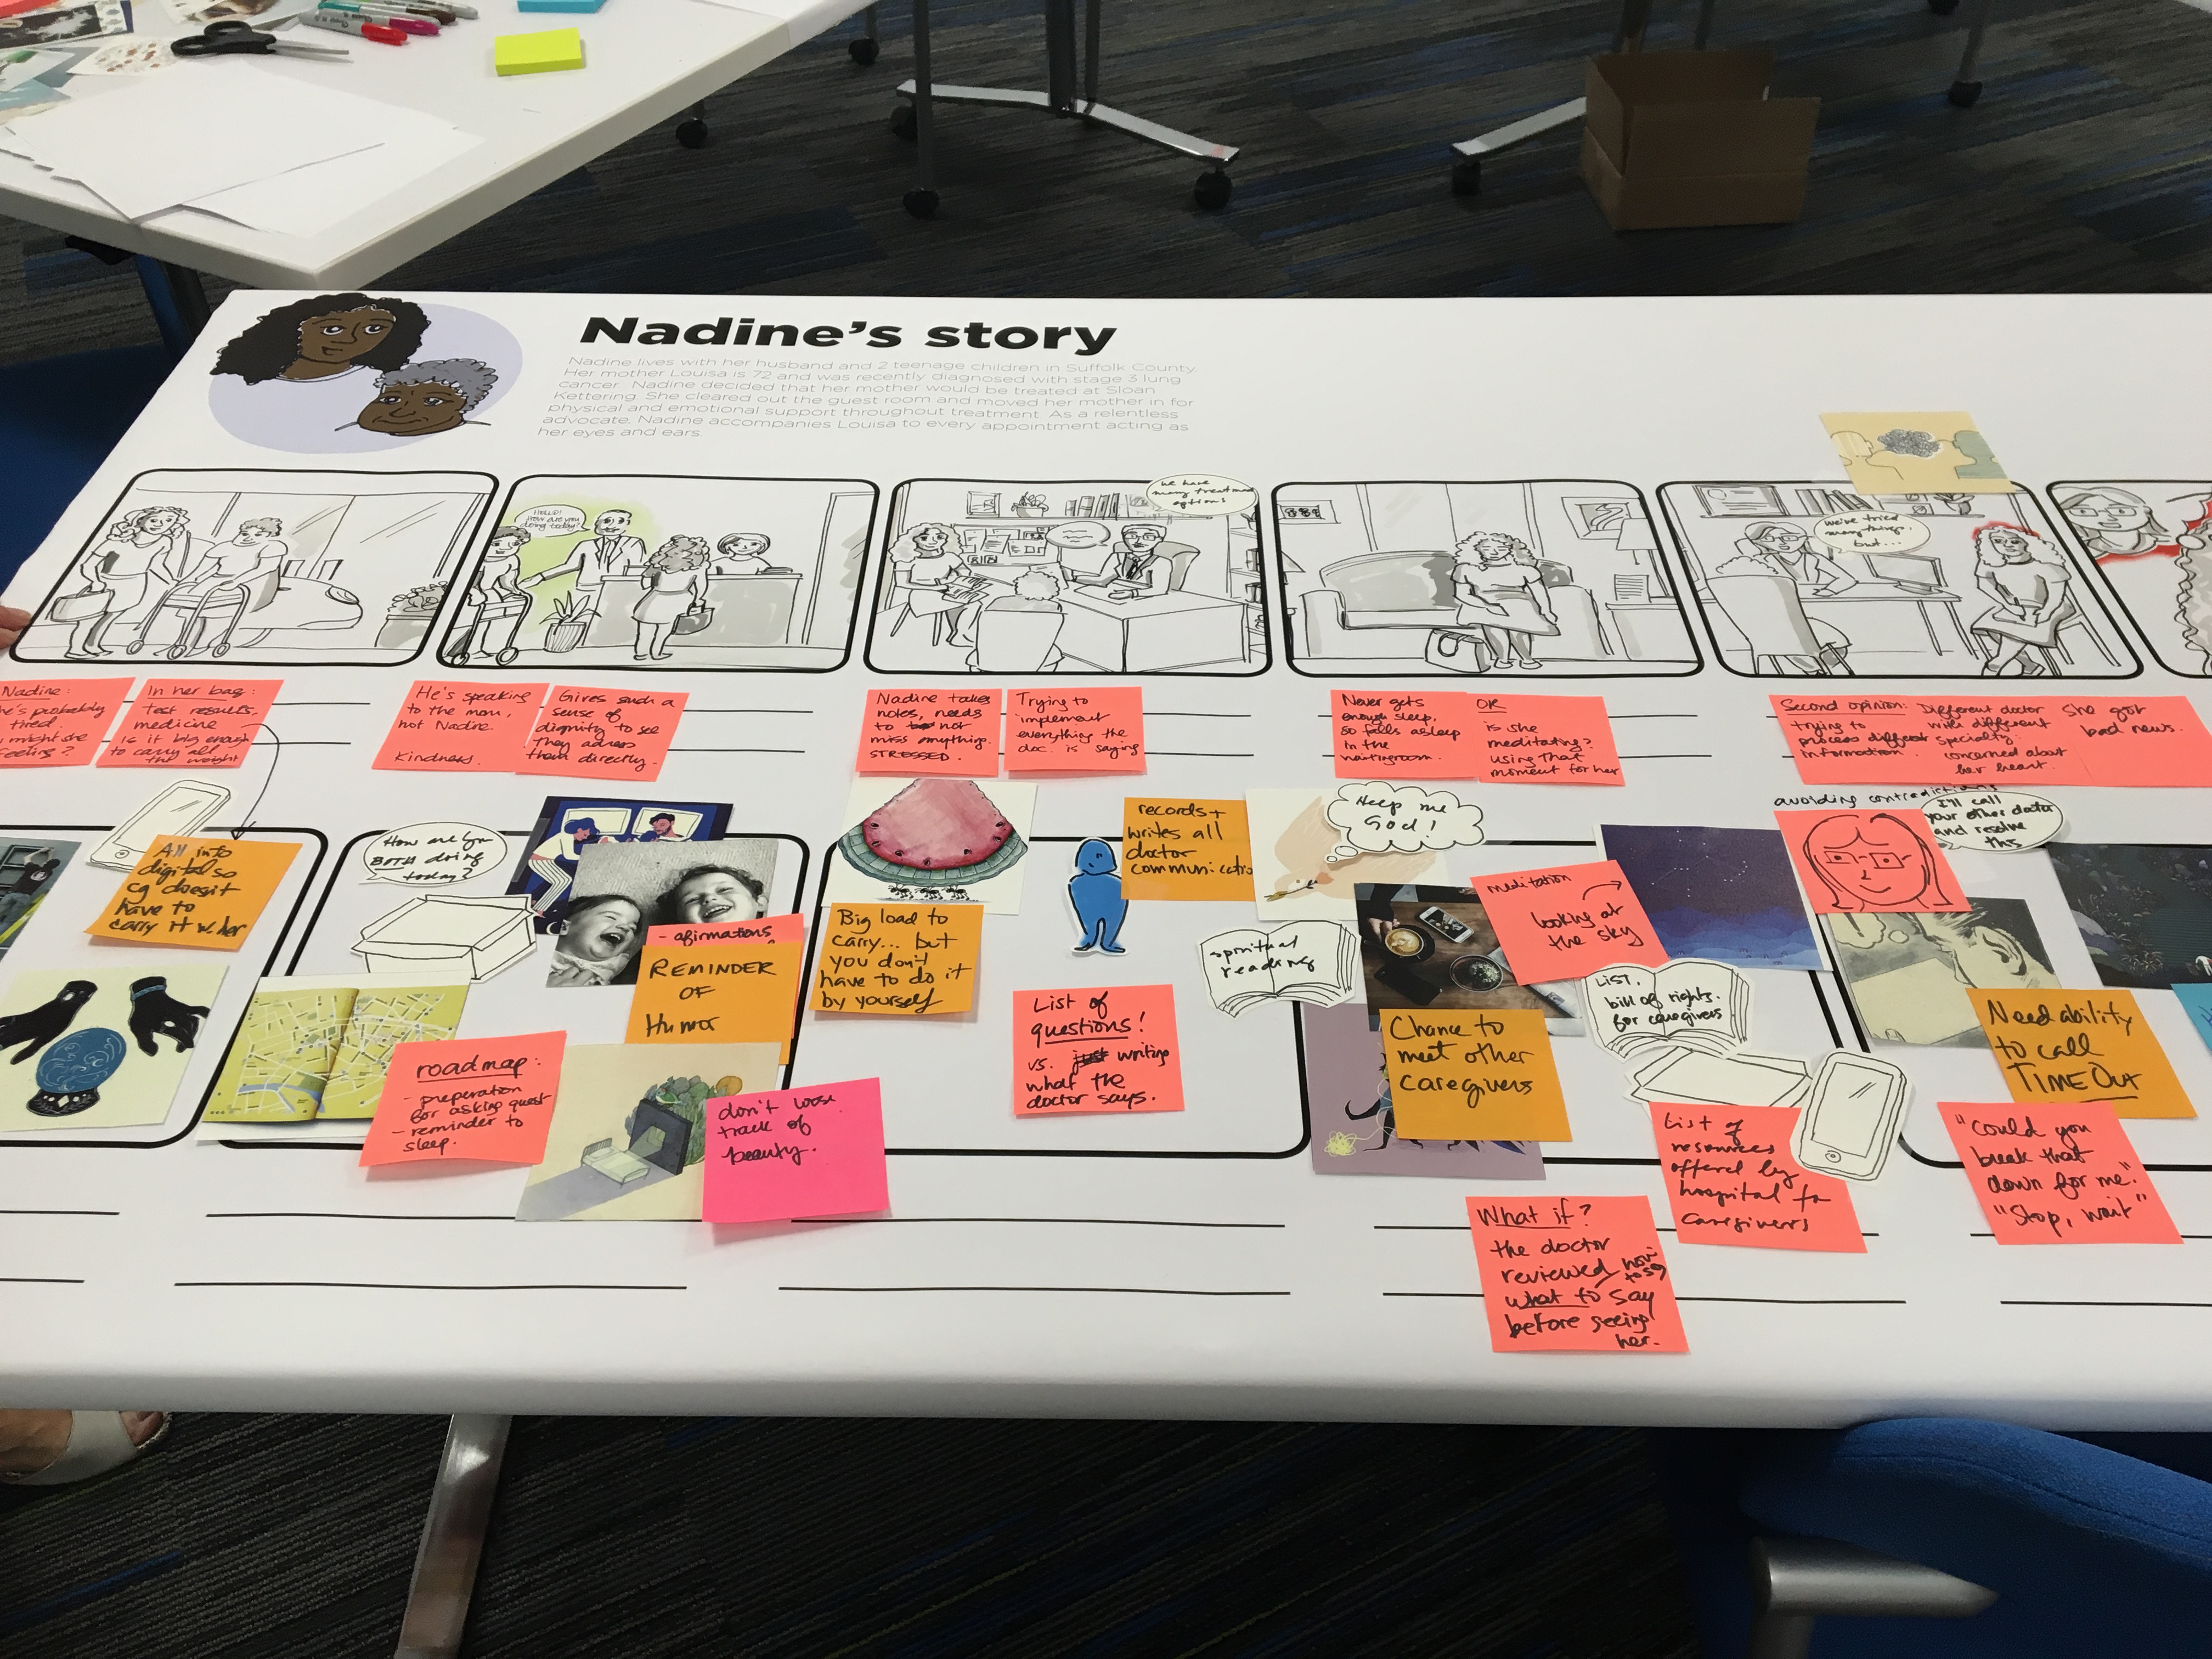 Nadine's story
Nadine lives with her husband and 2 teenage children in Suffolk County
Her mother Louisa is 72 and was recently diagnosed with stage 3 lung
cancer. Nadine decided that her mother would be treated at Sloan
Kettering. She cleared out the guest room and moved her mother in for
physical and emotional support throughout treatment. As a relentless
advocate, Nadine accompanies Louisa to every appointment acting as
her eyes and ears.
HELLO!
How are you
doing today?
We have
many treatment
options
We've tried
many things,
but...
Nadine:
he's probably
tired.
might she
feeling?
In her bag:
test results,
medicine
is it big enough
to carry all
the weight
He's speaking
to the mom,
not Nadine.
Kindness.
Gives such a
sense of
dignity to see
they adress
them directly.
Nadine takes
notes, needs
to not
miss anything.
STRESSED.
Trying to
implement
everything the
doc. is saying
Never gets
enough sleep,
so falls asleep
in the
waitingroom.
OR
is she
meditating?
using that
moment for her
Second opinion:
trying to
process different
information
Different doctor
with different
specialty:
concerned about
her heart.
She got
bad news.
avoiding contradictions
I'll call
your other doctor
and resolve
this
All into
digital so
cg doesn't
have to
carry it w. her
How are you
BOTH doing
today?
- afirmations
REMINDER
OF
Humor
roadmap:
- preperation
for asking quest
- reminder to
sleep.
don't loose
track of
beauty.
Big load to
carry... but
you don't
have to do it
by yourself
records +
writes all
doctor
communicatio
List of
questions!
vs. just writing
what the
doctor says.
Help me
God!
spiritual
reading
meditation
looking at
the sky
Chance to
meet other
caregivers
LIST,
bill of rights.
for caregivers
List of
resources
offered by
hospital for
caregivers
What if?
the doctor
reviewed how to say
what to say
before seeing
her.
Need ability
to call
TIME OUT
"Could you
break that
down for me."
"Stop, wait"